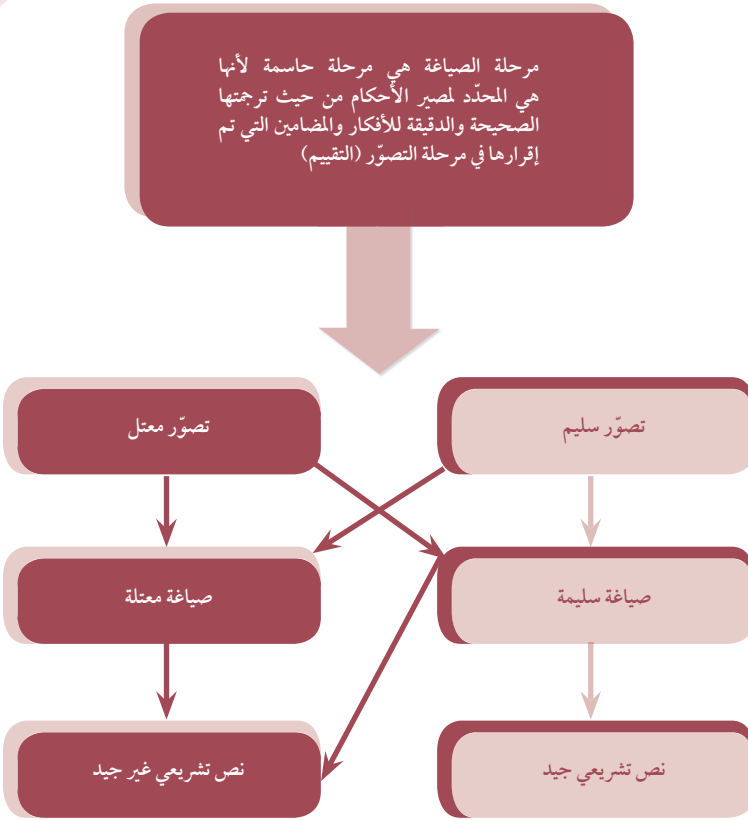 مرحلة الصياغة هي مرحلة حاسمة لأنها
هي المحدّد لمصير الأحكام من حيث ترجمتها
الصحيحة والدقيقة للأفكار والمضامين التي تم
إقرارها في مرحلة التصوّر (التقييم)
تصوّر سليم
تصوّر معتل
صياغة سليمة
صياغة معتلة
نص تشريعي جيد
نص تشريعي غير جيد